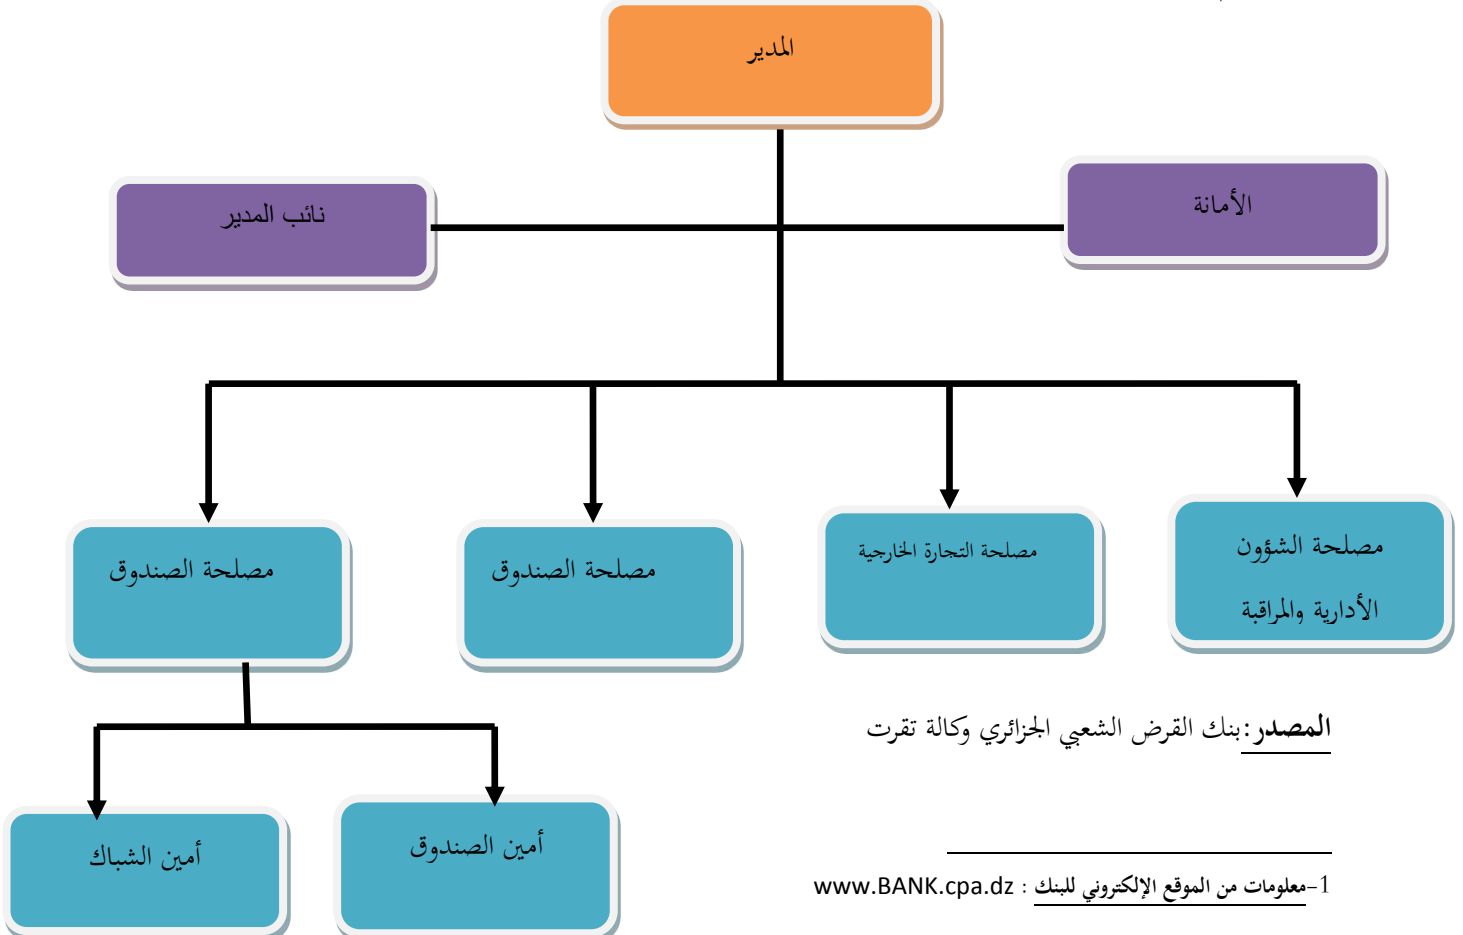 المدير
الأمانة
نائب المدير
مصلحة الشؤون
الأدارية والمراقبة
مصلحة التجارة الخارجية
مصلحة الصندوق
مصلحة الصندوق
المصدر:بنك القرض الشعبي الجزائري وكالة تقرت
أمين الصندوق
أمين الشباك
1-معلومات من الموقع الإلكتروني للبنك : www.BANK.cpa.dz